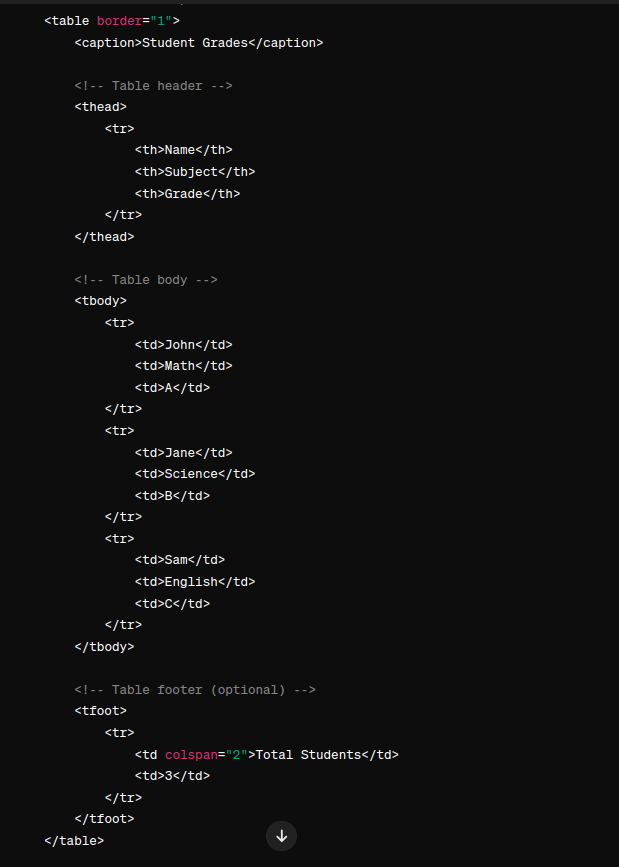 <table border="1">
<caption>Student Grades</caption>
<!-- Table header -->
<thead>
<tr>
<th>Name</th>
<th>Subject</th>
<th>Grade</th>
</tr>
</thead>
<!-- Table body -->
<tbody>
<tr>
<td>John</td>
<td>Math</td>
<td>A</td>
</tr>
<tr>
<td>Jane</td>
<td>Science</td>
<td>B</td>
</tr>
<tr>
<td>Sam</td>
<td>English</td>
<td>C</td>
</tr>
</tbody>
<!-- Table footer (optional) -->
<tfoot>
<tr>
<td colspan="2">Total Students</td>
<td>3</td>
</tr>
</tfoot>
</table>